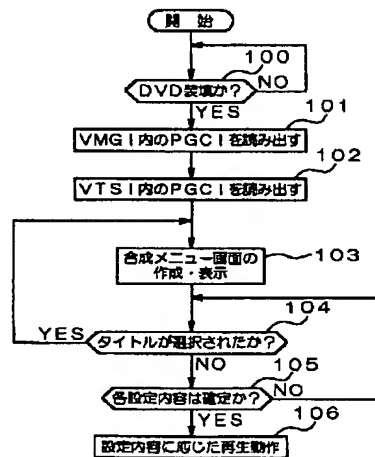 開 始
100
DVD装填か?
NO
YES
101
VMGI内のPGCIを読み出す
102
VTSI内のPGCIを読み出す
合成メニュー画面の
作成・表示
103
104
YES
タイトルが選択されたか?
NO
105
各設定内容は確定か?
NO
YES
106
設定内容に応じた再生動作